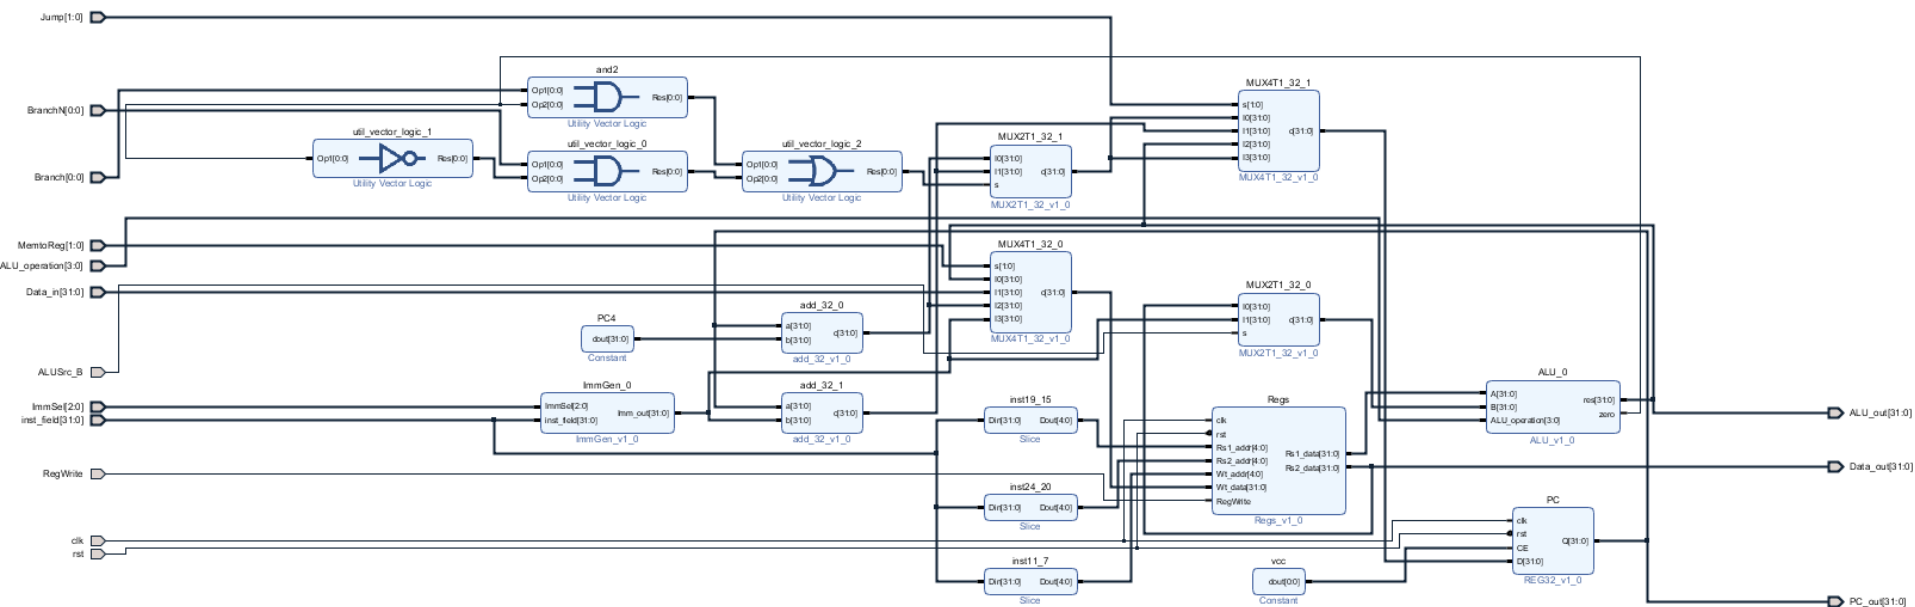 Jump[1:0]
BranchN[0:0]
Branch[0:0]
MemtoReg[1:0]
ALU_operation[3:0]
Data_in[31:0]
ALUSrc_B
ImmSel[2:0]
inst_field[31:0]
RegWrite
clk
rst
util_vector_logic_1
Op1[0:0]
Res[0:0]
Utility Vector Logic
and2
Op1[0:0]
Op2[0:0]
Res[0:0]
Utility Vector Logic
util_vector_logic_0
Op1[0:0]
Op2[0:0]
Res[0:0]
Utility Vector Logic
util_vector_logic_2
Op1[0:0]
Op2[0:0]
Res[0:0]
Utility Vector Logic
PC4
dout[31:0]
Constant
ImmGen_0
ImmSel[2:0]
inst_field[31:0]
Imm_out[31:0]
ImmGen_v1_0
add_32_0
a[31:0]
b[31:0]
c[31:0]
add_32_v1_0
add_32_1
a[31:0]
b[31:0]
c[31:0]
add_32_v1_0
MUX2T1_32_1
I0[31:0]
I1[31:0]
s
o[31:0]
MUX2T1_32_v1_0
MUX4T1_32_0
s[1:0]
I0[31:0]
I1[31:0]
I2[31:0]
I3[31:0]
o[31:0]
MUX4T1_32_v1_0
inst19_15
Din[31:0]
Dout[4:0]
Slice
inst24_20
Din[31:0]
Dout[4:0]
Slice
inst11_7
Din[31:0]
Dout[4:0]
Slice
MUX4T1_32_1
s[1:0]
I0[31:0]
I1[31:0]
I2[31:0]
I3[31:0]
o[31:0]
MUX4T1_32_v1_0
MUX2T1_32_0
I0[31:0]
I1[31:0]
s
o[31:0]
MUX2T1_32_v1_0
Regs
clk
rst
Rs1_addr[4:0]
Rs2_addr[4:0]
Wt_addr[4:0]
Wt_data[31:0]
RegWrite
Rs1_data[31:0]
Rs2_data[31:0]
Regs_v1_0
vcc
dout[0:0]
Constant
ALU_0
A[31:0]
B[31:0]
ALU_operation[3:0]
res[31:0]
zero
ALU_v1_0
PC
clk
rst
CE
D[31:0]
Q[31:0]
REG32_v1_0
ALU_out[31:0]
Data_out[31:0]
PC_out[31:0]